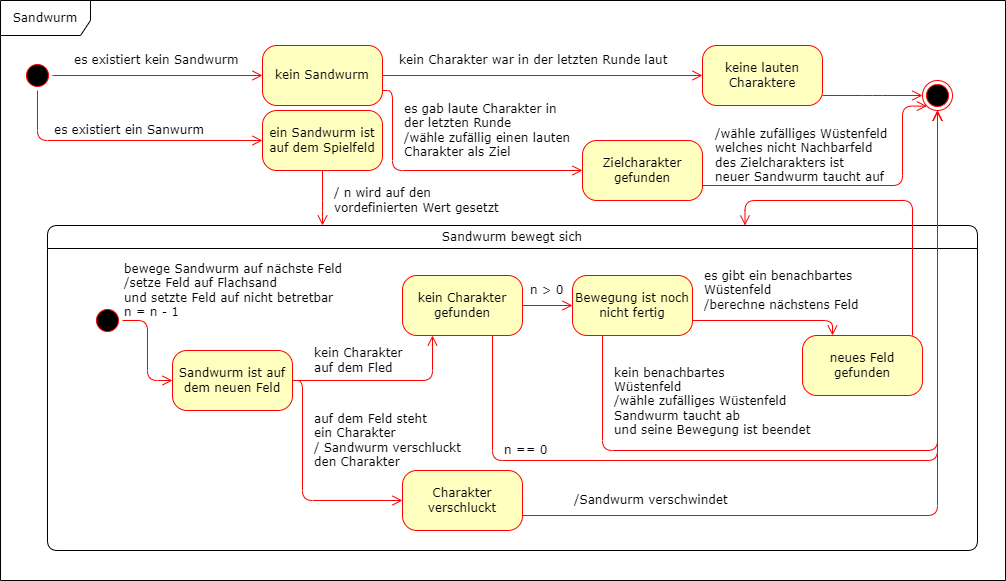 Sandwurm
es existiert kein Sandwurm
kein Sandwurm
kein Charakter war in der letzten Runde laut
keine lauten
Charaktere
es existiert ein Sanwurm
ein Sandwurm ist
auf dem Spielfeld
es gab laute Charakter in
der letzten Runde
/wähle zufällig einen lauten
Charakter als Ziel
Zielcharakter
gefunden
/wähle zufälliges Wüstenfeld
welches nicht Nachbarfeld
des Zielcharakters ist
neuer Sandwurm taucht auf
/ n wird auf den
vordefinierten Wert gesetzt
Sandwurm bewegt sich
bewege Sandwurm auf nächste Feld
/setze Feld auf Flachsand
und setzte Feld auf nicht betretbar
n = n - 1
Sandwurm ist auf
dem neuen Feld
kein Charakter
auf dem Fled
kein Charakter
gefunden
n > 0
Bewegung ist noch
nicht fertig
es gibt ein benachbartes
Wüstenfeld
/berechne nächstens Feld
neues Feld
gefunden
kein benachbartes
Wüstenfeld
/wähle zufälliges Wüstenfeld
Sandwurm taucht ab
und seine Bewegung ist beendet
n == 0
auf dem Feld steht
ein Charakter
/ Sandwurm verschluckt
den Charakter
Charakter
verschluckt
/Sandwurm verschwindet